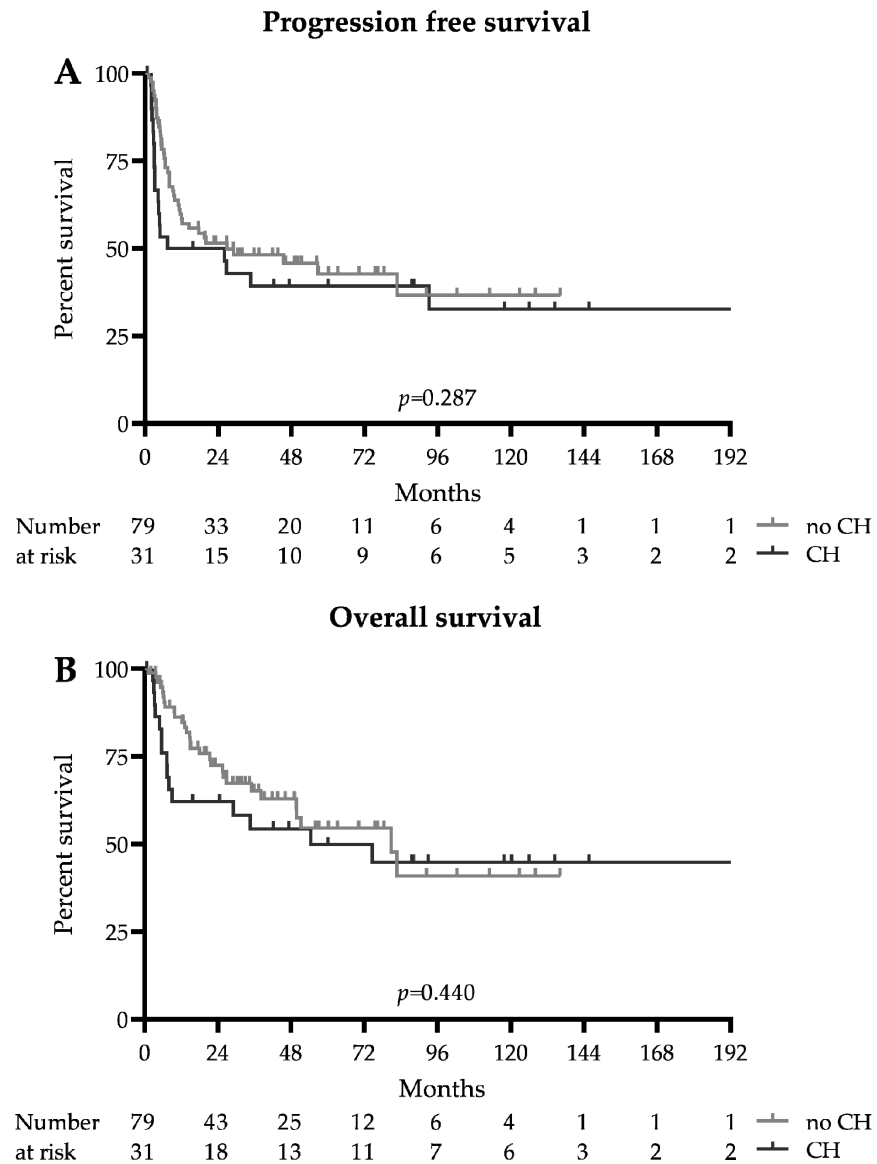 Progression free survival
A
100
75
50
25
0
Percent survival
p=0.287
0 24 48 72 96 120 144 168 192
Months
Number 79 33 20 11 6 4 1 1 1 no CH
at risk 31 15 10 9 6 5 3 2 2 CH
Overall survival
B
100
75
50
25
0
Percent survival
p=0.440
0 24 48 72 96 120 144 168 192
Months
Number 79 43 25 12 6 4 1 1 1 no CH
at risk 31 18 13 11 7 6 3 2 2 CH